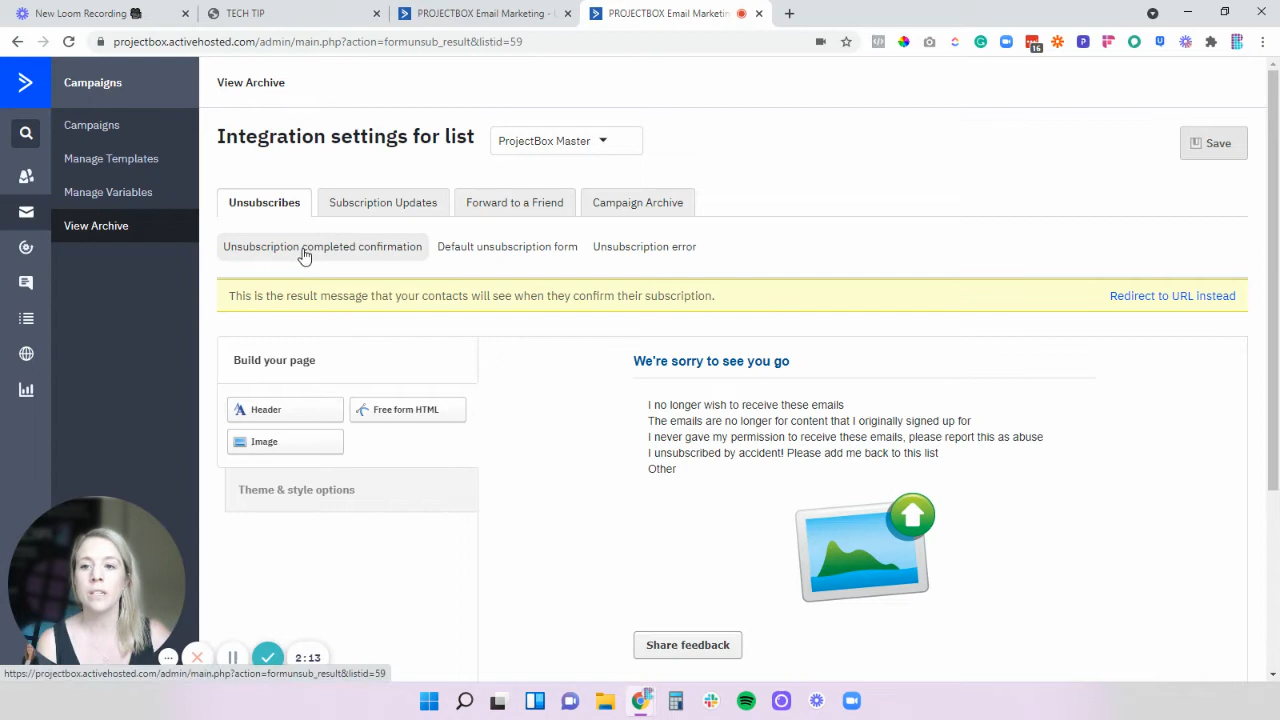 New Loom Recording
TECH TIP
PROJECTBOX Email Marketing -
PROJECTBOX Email Marketin
projectbox.activehosted.com/admin/main.php?action=formunsub_result&listid=59
16
Campaigns
View Archive
Campaigns
Manage Templates
Manage Variables
View Archive
Integration settings for list
ProjectBox Master
Save
Unsubscribes
Subscription Updates
Forward to a Friend
Campaign Archive
Unsubscription completed confirmation
Default unsubscription form
Unsubscription error
This is the result message that your contacts will see when they confirm their subscription.
Redirect to URL instead
Build your page
Header
Free form HTML
Image
Theme & style options
We're sorry to see you go
I no longer wish to receive these emails
The emails are no longer for content that I originally signed up for
I never gave my permission to receive these emails, please report this as abuse
I unsubscribed by accident! Please add me back to this list
Other
Share feedback
2:13
https://projectbox.activehosted.com/admin/main.php?action=formunsub_result&listid=59